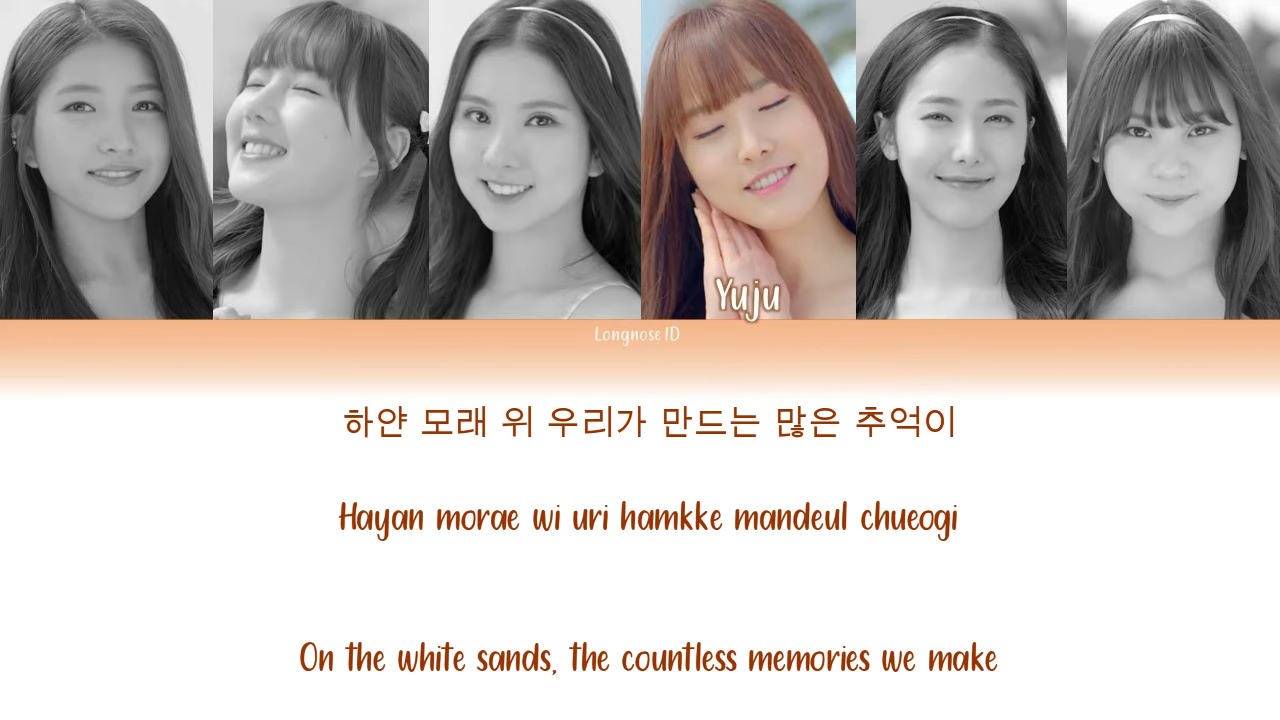 Yuju
Longnose ID
하얀 모래 위 우리가 만드는 많은 추억이
Hayan morae wi uri hamkke mandeul chueogi
On the white sands, the countless memories we make